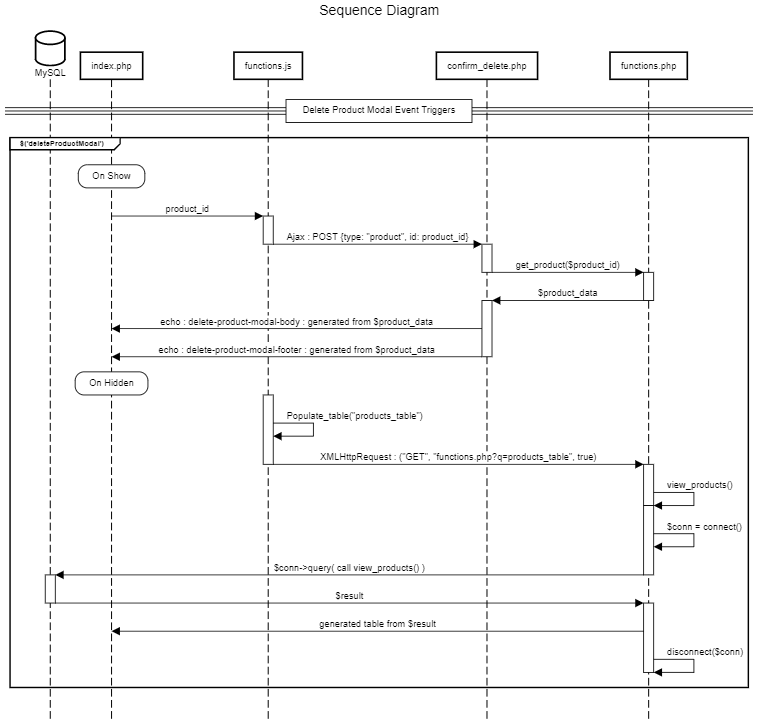 Sequence Diagram
MySQL
index.php
functions.js
confirm_delete.php
functions.php
Delete Product Modal Event Triggers
$('deleteProductModal')
On Show
product_id
Ajax : POST {type: "product", id: product_id}
get_product($product_id)
$product_data
echo : delete-product-modal-body : generated from $product_data
echo : delete-product-modal-footer : generated from $product_data
On Hidden
Populate_table("products_table")
XMLHttpRequest : ("GET", "functions.php?q=products_table", true)
view_products()
$conn = connect()
$conn->query( call view_products() )
$result
generated table from $result
disconnect($conn)